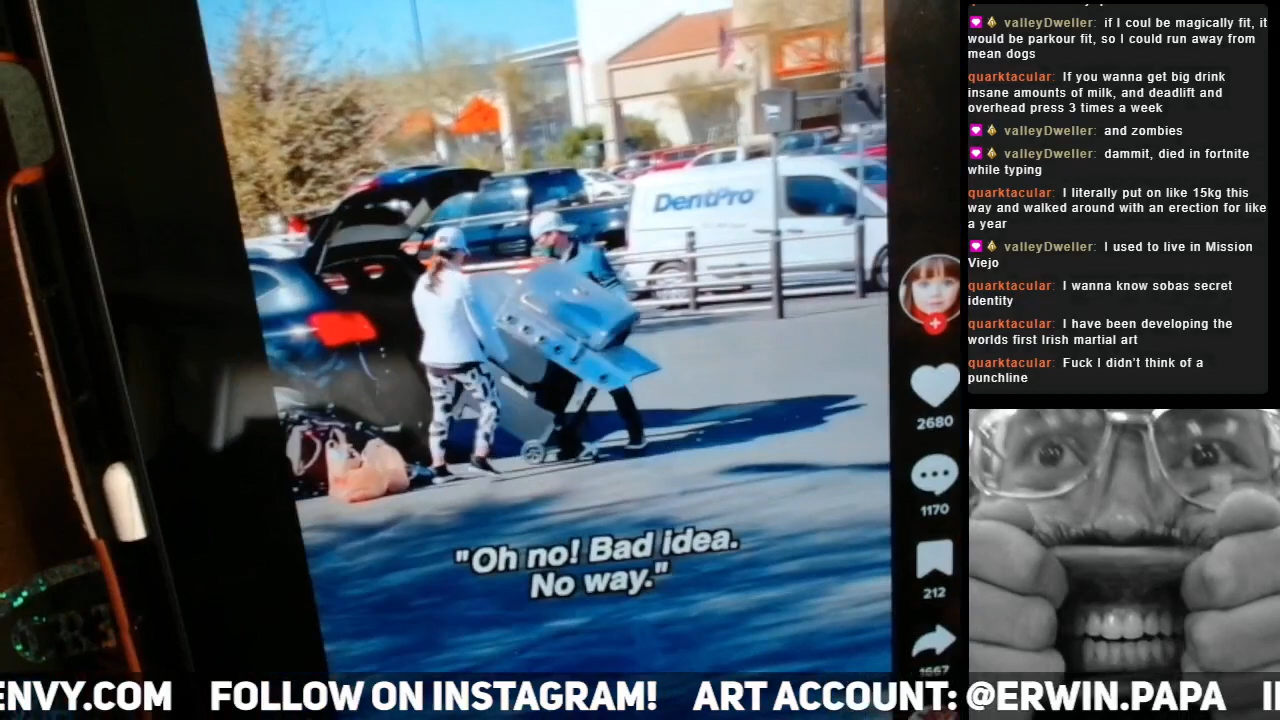 valleyDweller: if I coul be magically fit, it
would be parkour fit, so I could run away from
mean dogs
quarktacular: If you wanna get big drink
insane amounts of milk, and deadlift and
overhead press 3 times a week
valleyDweller: and zombies
valleyDweller: dammit, died in fortnite
while typing
quarktacular: I literally put on like 15kg this
way and walked around with an erection for like
a year
valleyDweller: I used to live in Mission
Viejo
quarktacular: I wanna know sobas secret
identity
quarktacular: I have been developing the
worlds first Irish martial art
quarktacular: Fuck I didn't think of a
punchline
DentPro
2680
1170
212
1667
"Oh no! Bad idea.
No way."
ENVY.COM FOLLOW ON INSTAGRAM! ART ACCOUNT: @ERWIN.PAPA